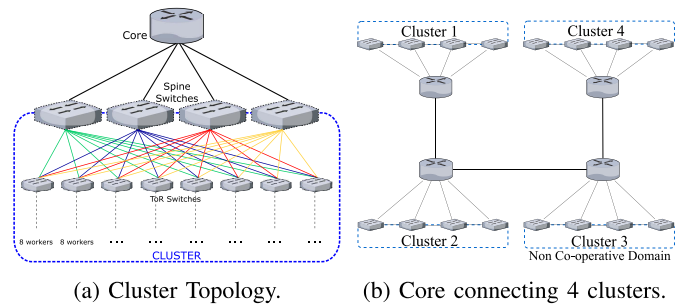 Core
Spine
Switches
ToR Switches
8 workers 8 workers ... ... ... ... ... ...
CLUSTER
(a) Cluster Topology.
Cluster 1
Cluster 4
Cluster 2
Cluster 3
Non Co-operative Domain
(b) Core connecting 4 clusters.